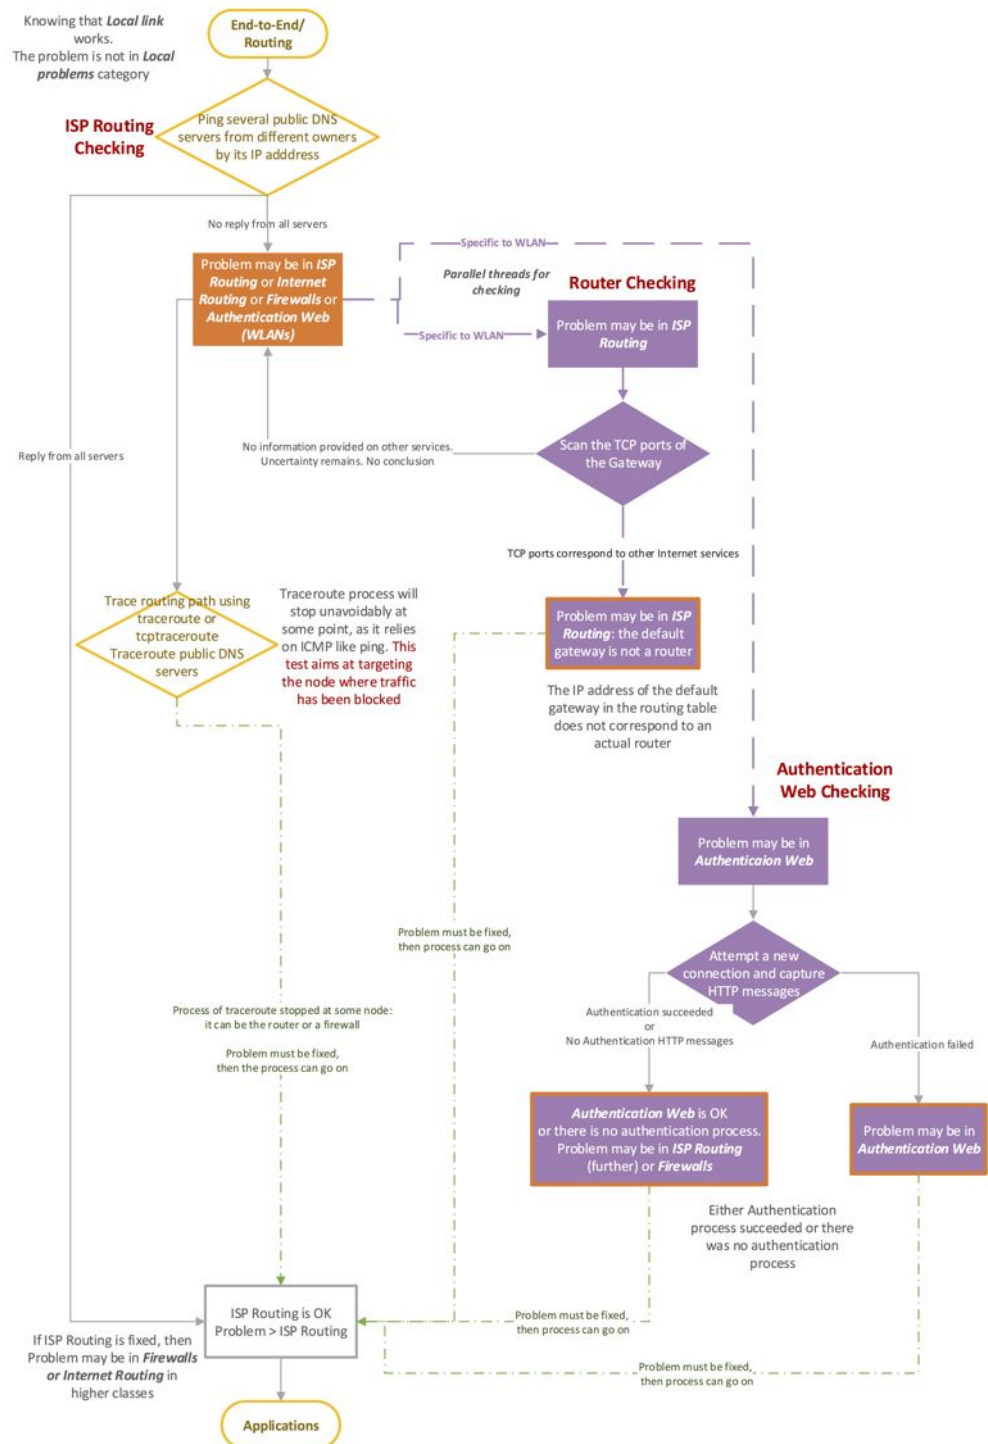 Knowing that Local link
works.
The problem is not in Local
problems category
End-to-End/
Routing
ISP Routing
Checking
Ping several public DNS
servers from different owners
by its IP adddress
No reply from all servers
Specific to WLAN
Problem may be in ISP
Routing or Internet
Routing or Firewalls or
Authentication Web
(WLANs)
Parallel threads for
checking
Router Checking
Specific to WLAN
Problem may be in ISP
Routing
Reply from all servers
No information provided on other services.
Uncertainty remains. No conclusion
Scan the TCP ports of
the Gateway
TCP ports correspond to other Internet services
Trace routing path using
traceroute or
tcptraceroute
Traceroute public DNS
servers
Traceroute process will
stop unavoidably at
some point, as it relies
on ICMP like ping. This
test aims at targeting
the node where traffic
has been blocked
Problem may be in ISP
Routing: the default
gateway is not a router
The IP address of the default
gateway in the routing table
does not correspond to an
actual router
Authentication
Web Checking
Problem may be in
Authenticaion Web
Problem must be fixed,
then process can go on
Attempt a new
connection and capture
HTTP messages
Process of traceroute stopped at some node:
it can be the router or a firewall
Problem must be fixed,
then the process can go on
Authentication succeeded
or
No Authentication HTTP messages
Authentication failed
Authentication Web is OK
or there is no authentication process.
Problem may be in ISP Routing
(further) or Firewalls
Problem may be in
Authentication Web
Either Authentication
process succeeded or there
was no authentication
process
ISP Routing is OK
Problem > ISP Routing
Problem must be fixed,
then process can go on
If ISP Routing is fixed, then
Problem may be in Firewalls
or Internet Routing in
higher classes
Problem must be fixed,
then process can go on
Applications